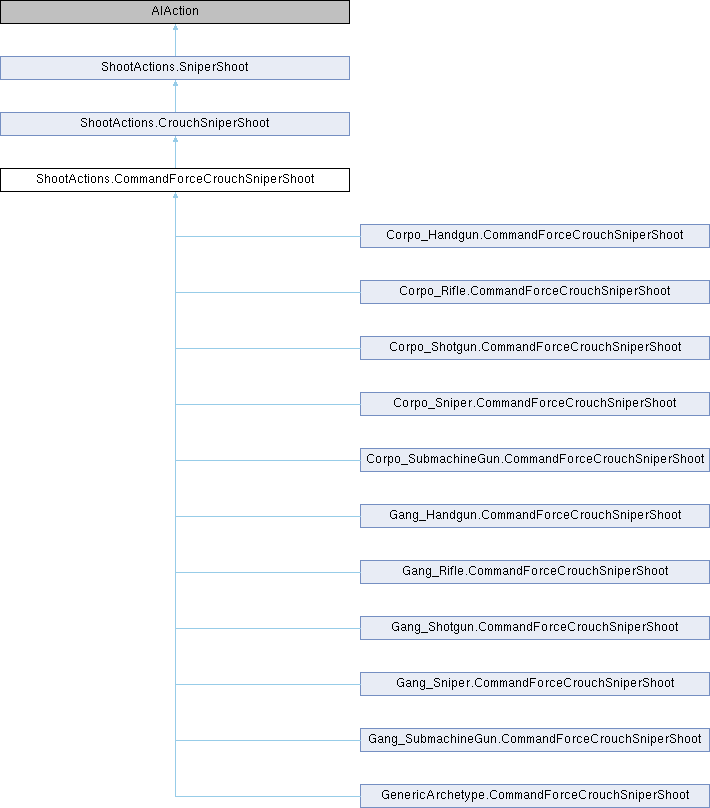 AIAction
ShootActions.SniperShoot
ShootActions.CrouchSniperShoot
ShootActions.CommandForceCrouchSniperShoot
Corpo_Handgun.CommandForceCrouchSniperShoot
Corpo_Rifle.CommandForceCrouchSniperShoot
Corpo_Shotgun.CommandForceCrouchSniperShoot
Corpo_Sniper.CommandForceCrouchSniperShoot
Corpo_SubmachineGun.CommandForceCrouchSniperShoot
Gang_Handgun.CommandForceCrouchSniperShoot
Gang_Rifle.CommandForceCrouchSniperShoot
Gang_Shotgun.CommandForceCrouchSniperShoot
Gang_Sniper.CommandForceCrouchSniperShoot
Gang_SubmachineGun.CommandForceCrouchSniperShoot
GenericArchetype.CommandForceCrouchSniperShoot